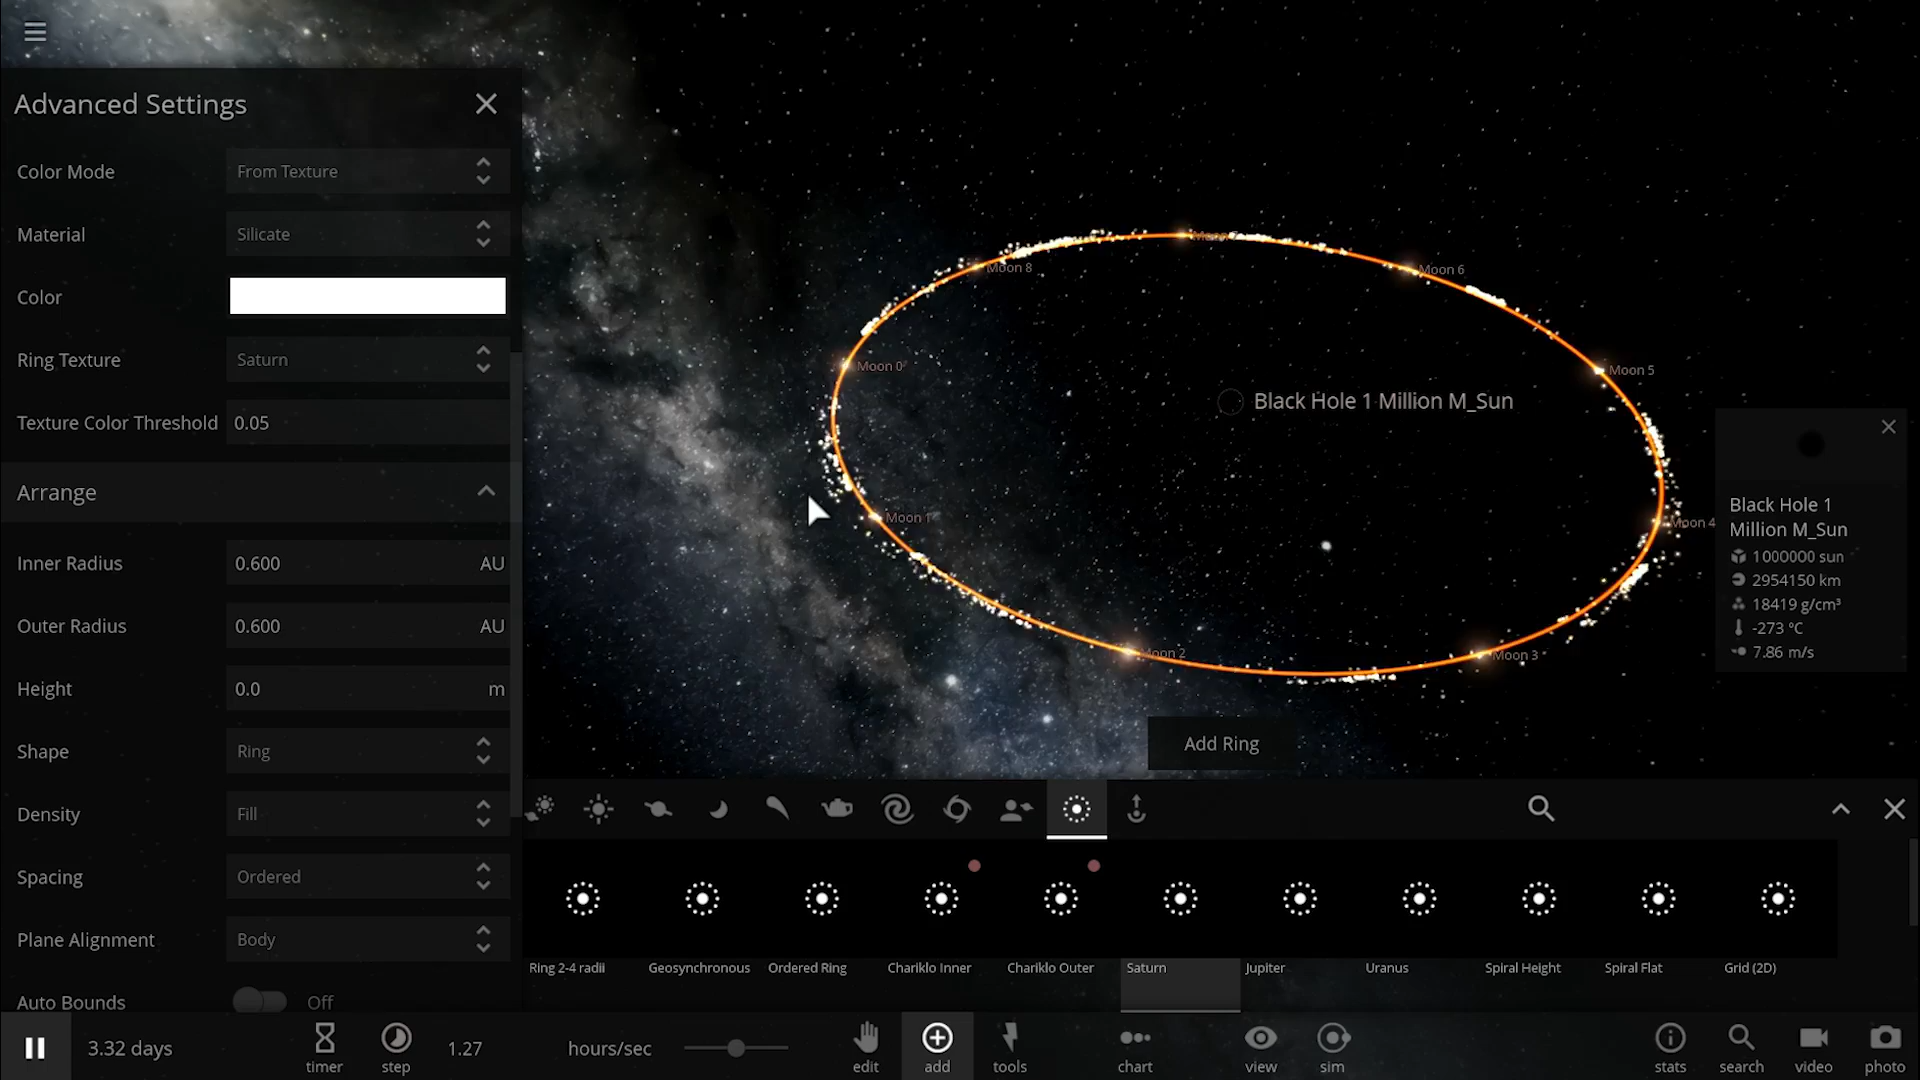 Advanced Settings
Color Mode From Texture
Material Silicate
Color
Ring Texture Saturn
Texture Color Threshold 0.05
Arrange
Inner Radius 0.600 AU
Outer Radius 0.600 AU
Height 0.0 m
Shape Ring
Density Fill
Spacing Ordered
Plane Alignment Body
Auto Bounds Off
Moon 8
Moon 6
Moon 0
Moon 5
Black Hole 1 Million M_Sun
Moon 1
Moon 4
Moon 2
Moon 3
Black Hole 1
Million M_Sun
1000000 sun
2954150 km
18419 g/cm³
-273 °C
7.86 m/s
Add Ring
Ring 2-4 radii
Geosynchronous
Ordered Ring
Chariklo Inner
Chariklo Outer
Saturn
Jupiter
Uranus
Spiral Height
Spiral Flat
Grid (2D)
3.32 days
timer
step
1.27
hours/sec
edit
add
tools
chart
view
sim
stats
search
video
photo